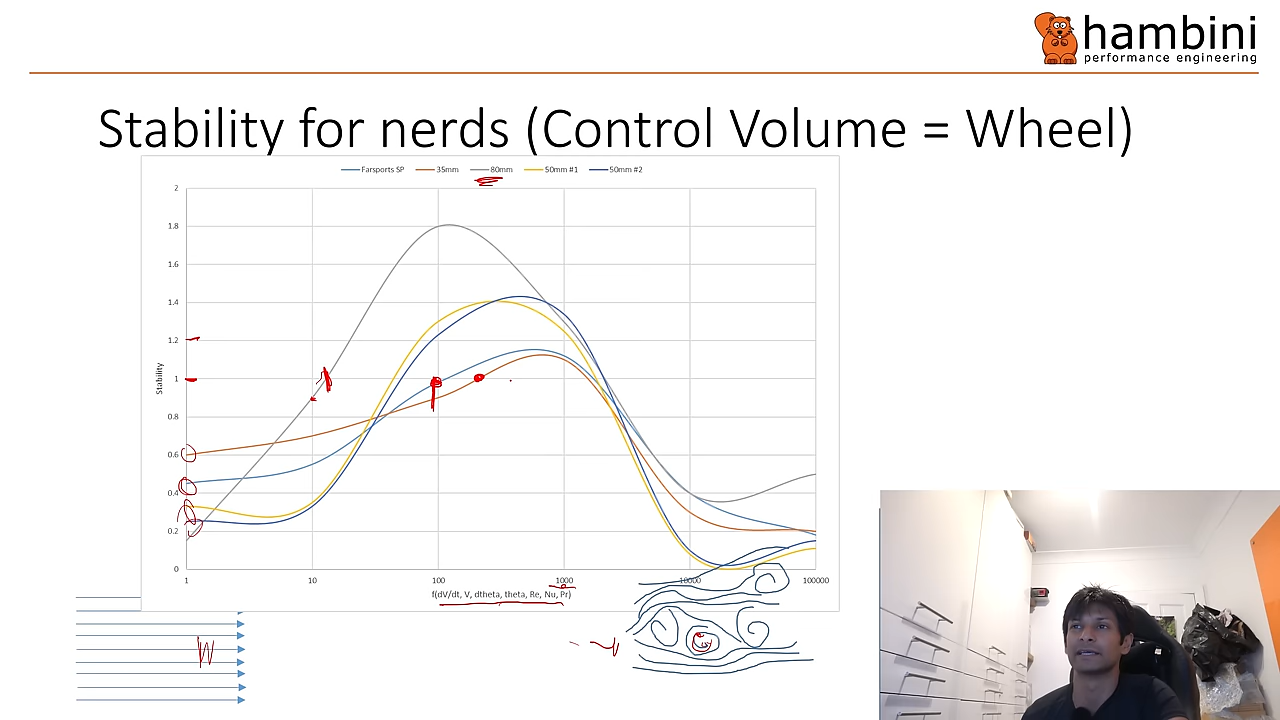 hambini
performance engineering
Stability for nerds (Control Volume = Wheel)
Farsports SP 35mm 80mm 50mm #1 50mm #2
2
1.8
1.6
1.4
1.2
1
0.8
0.6
0.4
0.2
0
Stability
1 10 100 1000 10000 100000
f(dV/dt, V, dtheta, theta, Re, Nu, Pr)
W